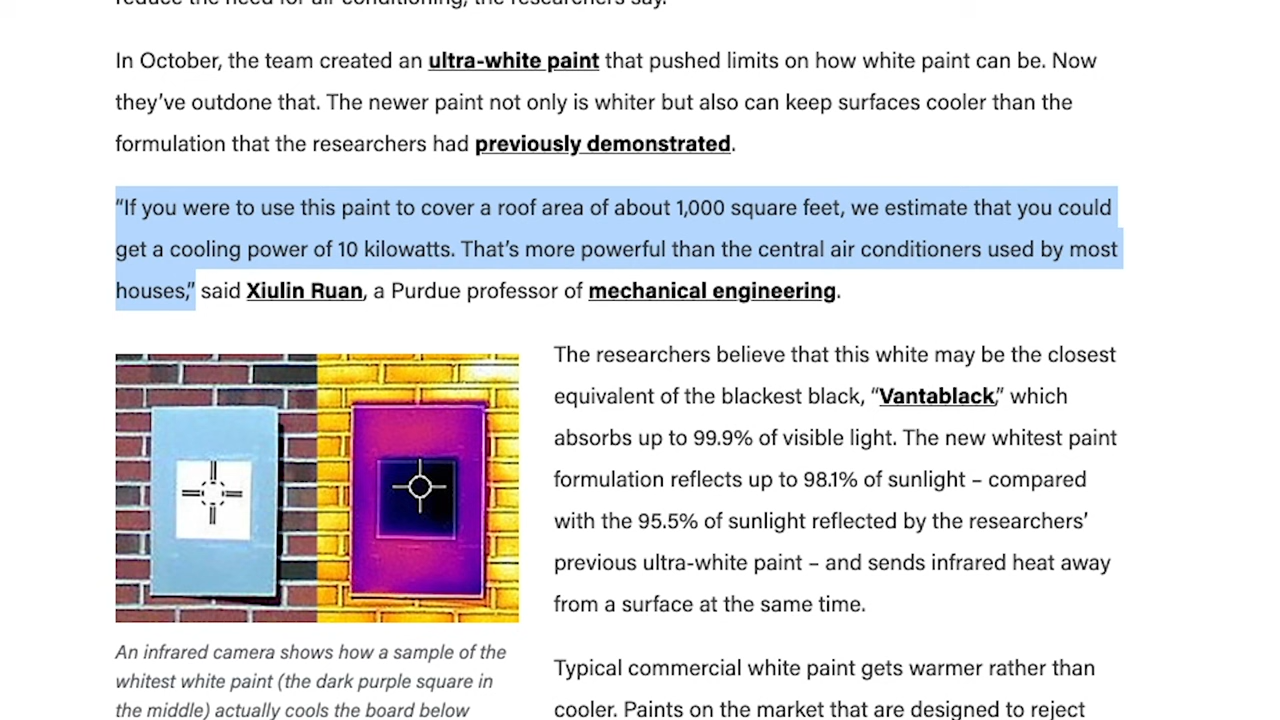 reduce the need for air conditioning, the researchers say.
In October, the team created an ultra-white paint that pushed limits on how white paint can be. Now
they’ve outdone that. The newer paint not only is whiter but also can keep surfaces cooler than the
formulation that the researchers had previously demonstrated.
“If you were to use this paint to cover a roof area of about 1,000 square feet, we estimate that you could
get a cooling power of 10 kilowatts. That’s more powerful than the central air conditioners used by most
houses,” said Xiulin Ruan, a Purdue professor of mechanical engineering.
The researchers believe that this white may be the closest
equivalent of the blackest black, “Vantablack,” which
absorbs up to 99.9% of visible light. The new whitest paint
formulation reflects up to 98.1% of sunlight – compared
with the 95.5% of sunlight reflected by the researchers’
previous ultra-white paint – and sends infrared heat away
from a surface at the same time.
Typical commercial white paint gets warmer rather than
cooler. Paints on the market that are designed to reject
An infrared camera shows how a sample of the
whitest white paint (the dark purple square in
the middle) actually cools the board below